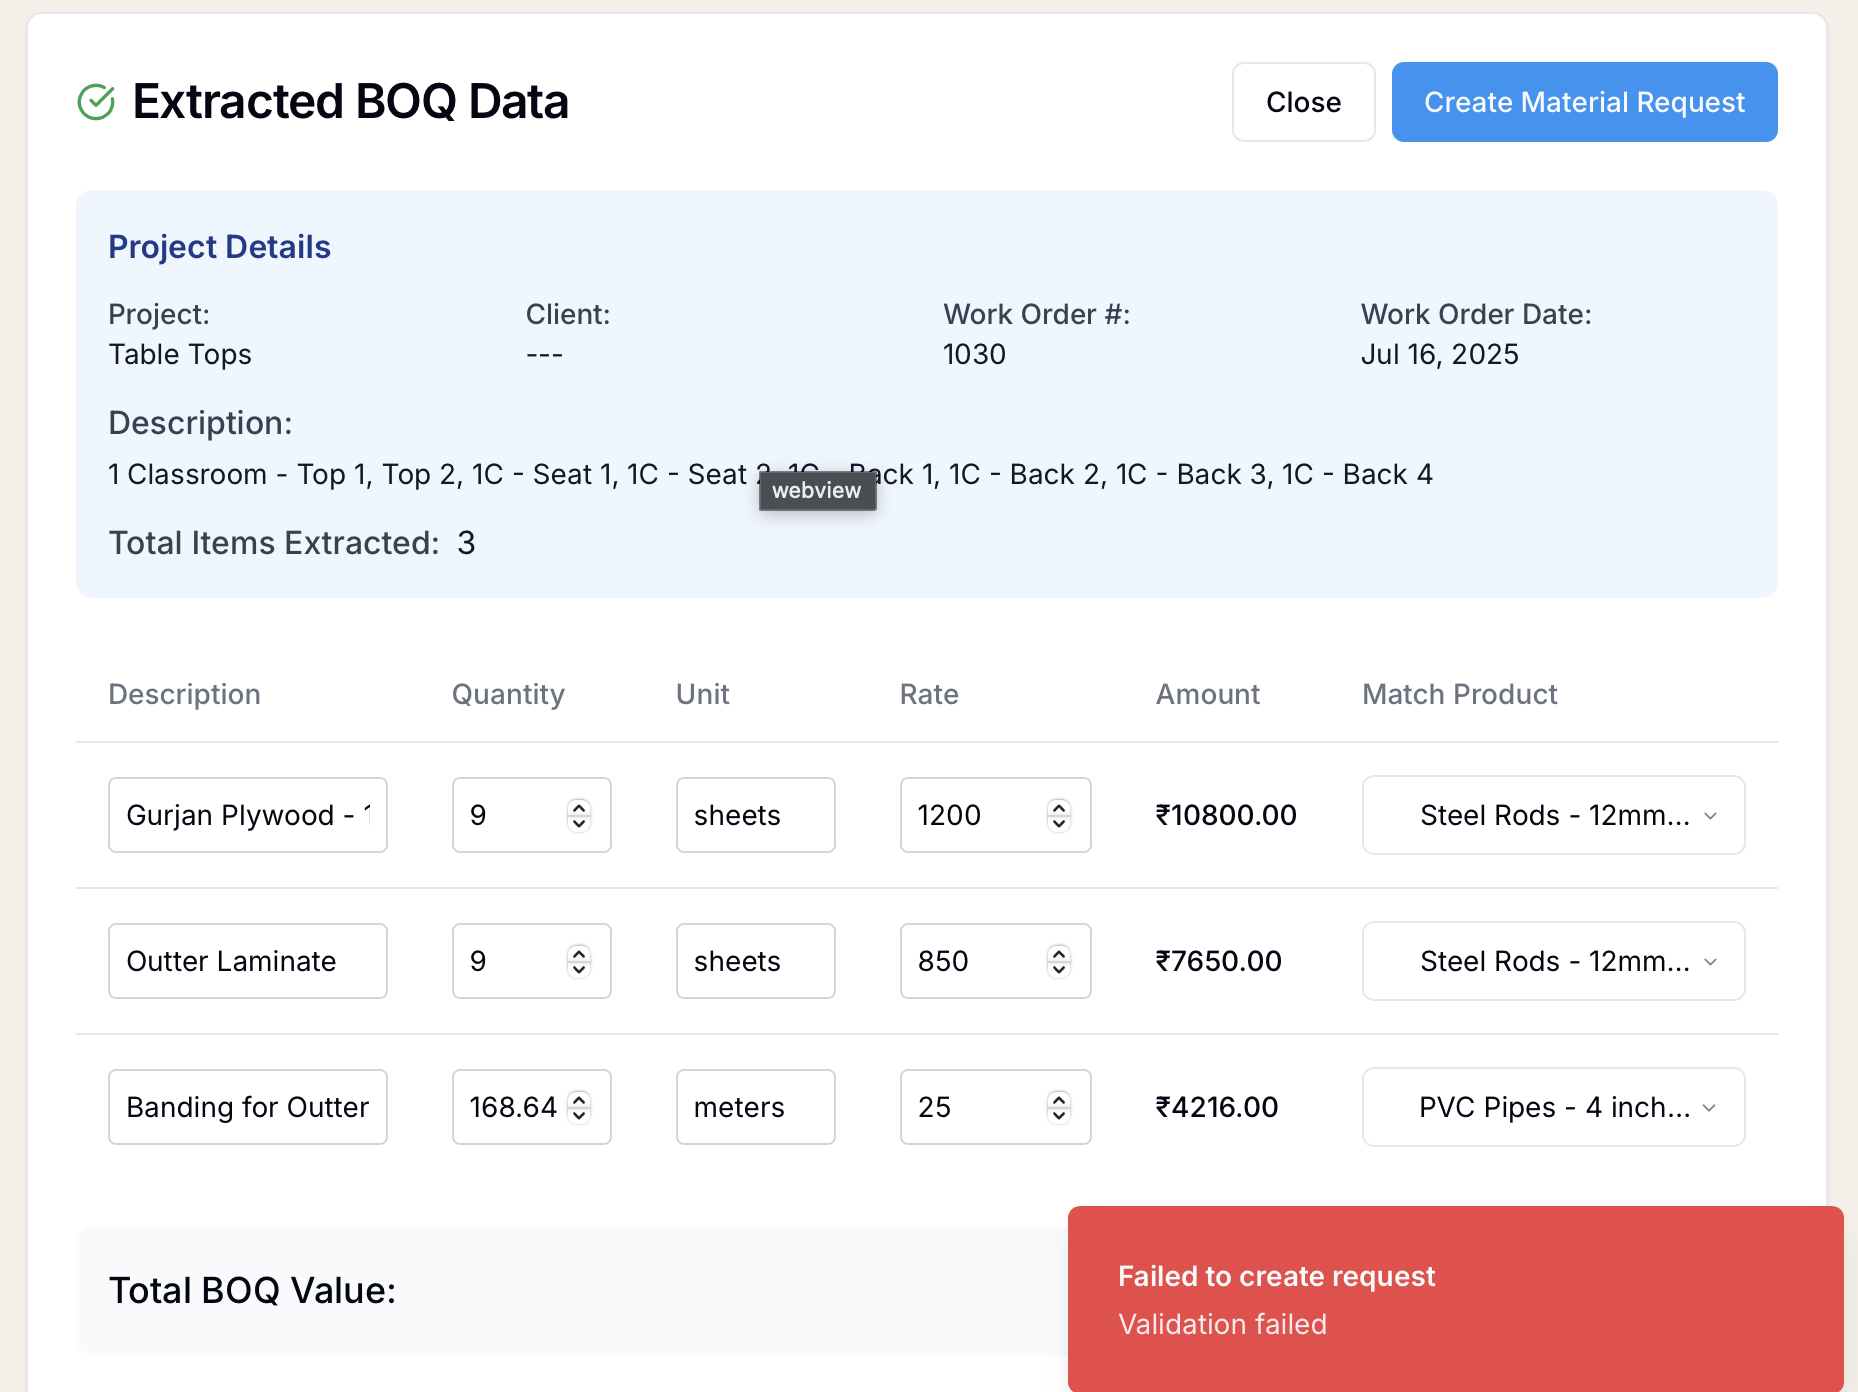 Extracted BOQ Data
Close
Create Material Request
Project Details
Project: Client: Work Order #: Work Order Date:
Table Tops --- 1030 Jul 16, 2025
Description:
1 Classroom - Top 1, Top 2, 1C - Seat 1, 1C - Seat 2, 1C - Back 1, 1C - Back 2, 1C - Back 3, 1C - Back 4
webview
Total Items Extracted: 3
Description Quantity Unit Rate Amount Match Product
Gurjan Plywood - 1 9 sheets 1200 ₹10800.00 Steel Rods - 12mm...
Outter Laminate 9 sheets 850 ₹7650.00 Steel Rods - 12mm...
Banding for Outter 168.64 meters 25 ₹4216.00 PVC Pipes - 4 inch...
Total BOQ Value:
Failed to create request
Validation failed